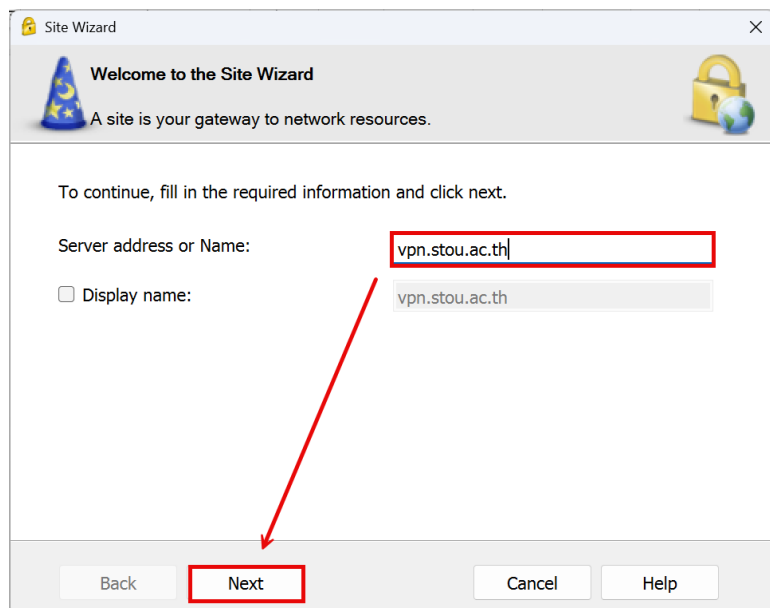 Site Wizard
Welcome to the Site Wizard
A site is your gateway to network resources.
To continue, fill in the required information and click next.
Server address or Name:
vpn.stou.ac.th
Display name:
vpn.stou.ac.th
Back
Next
Cancel
Help